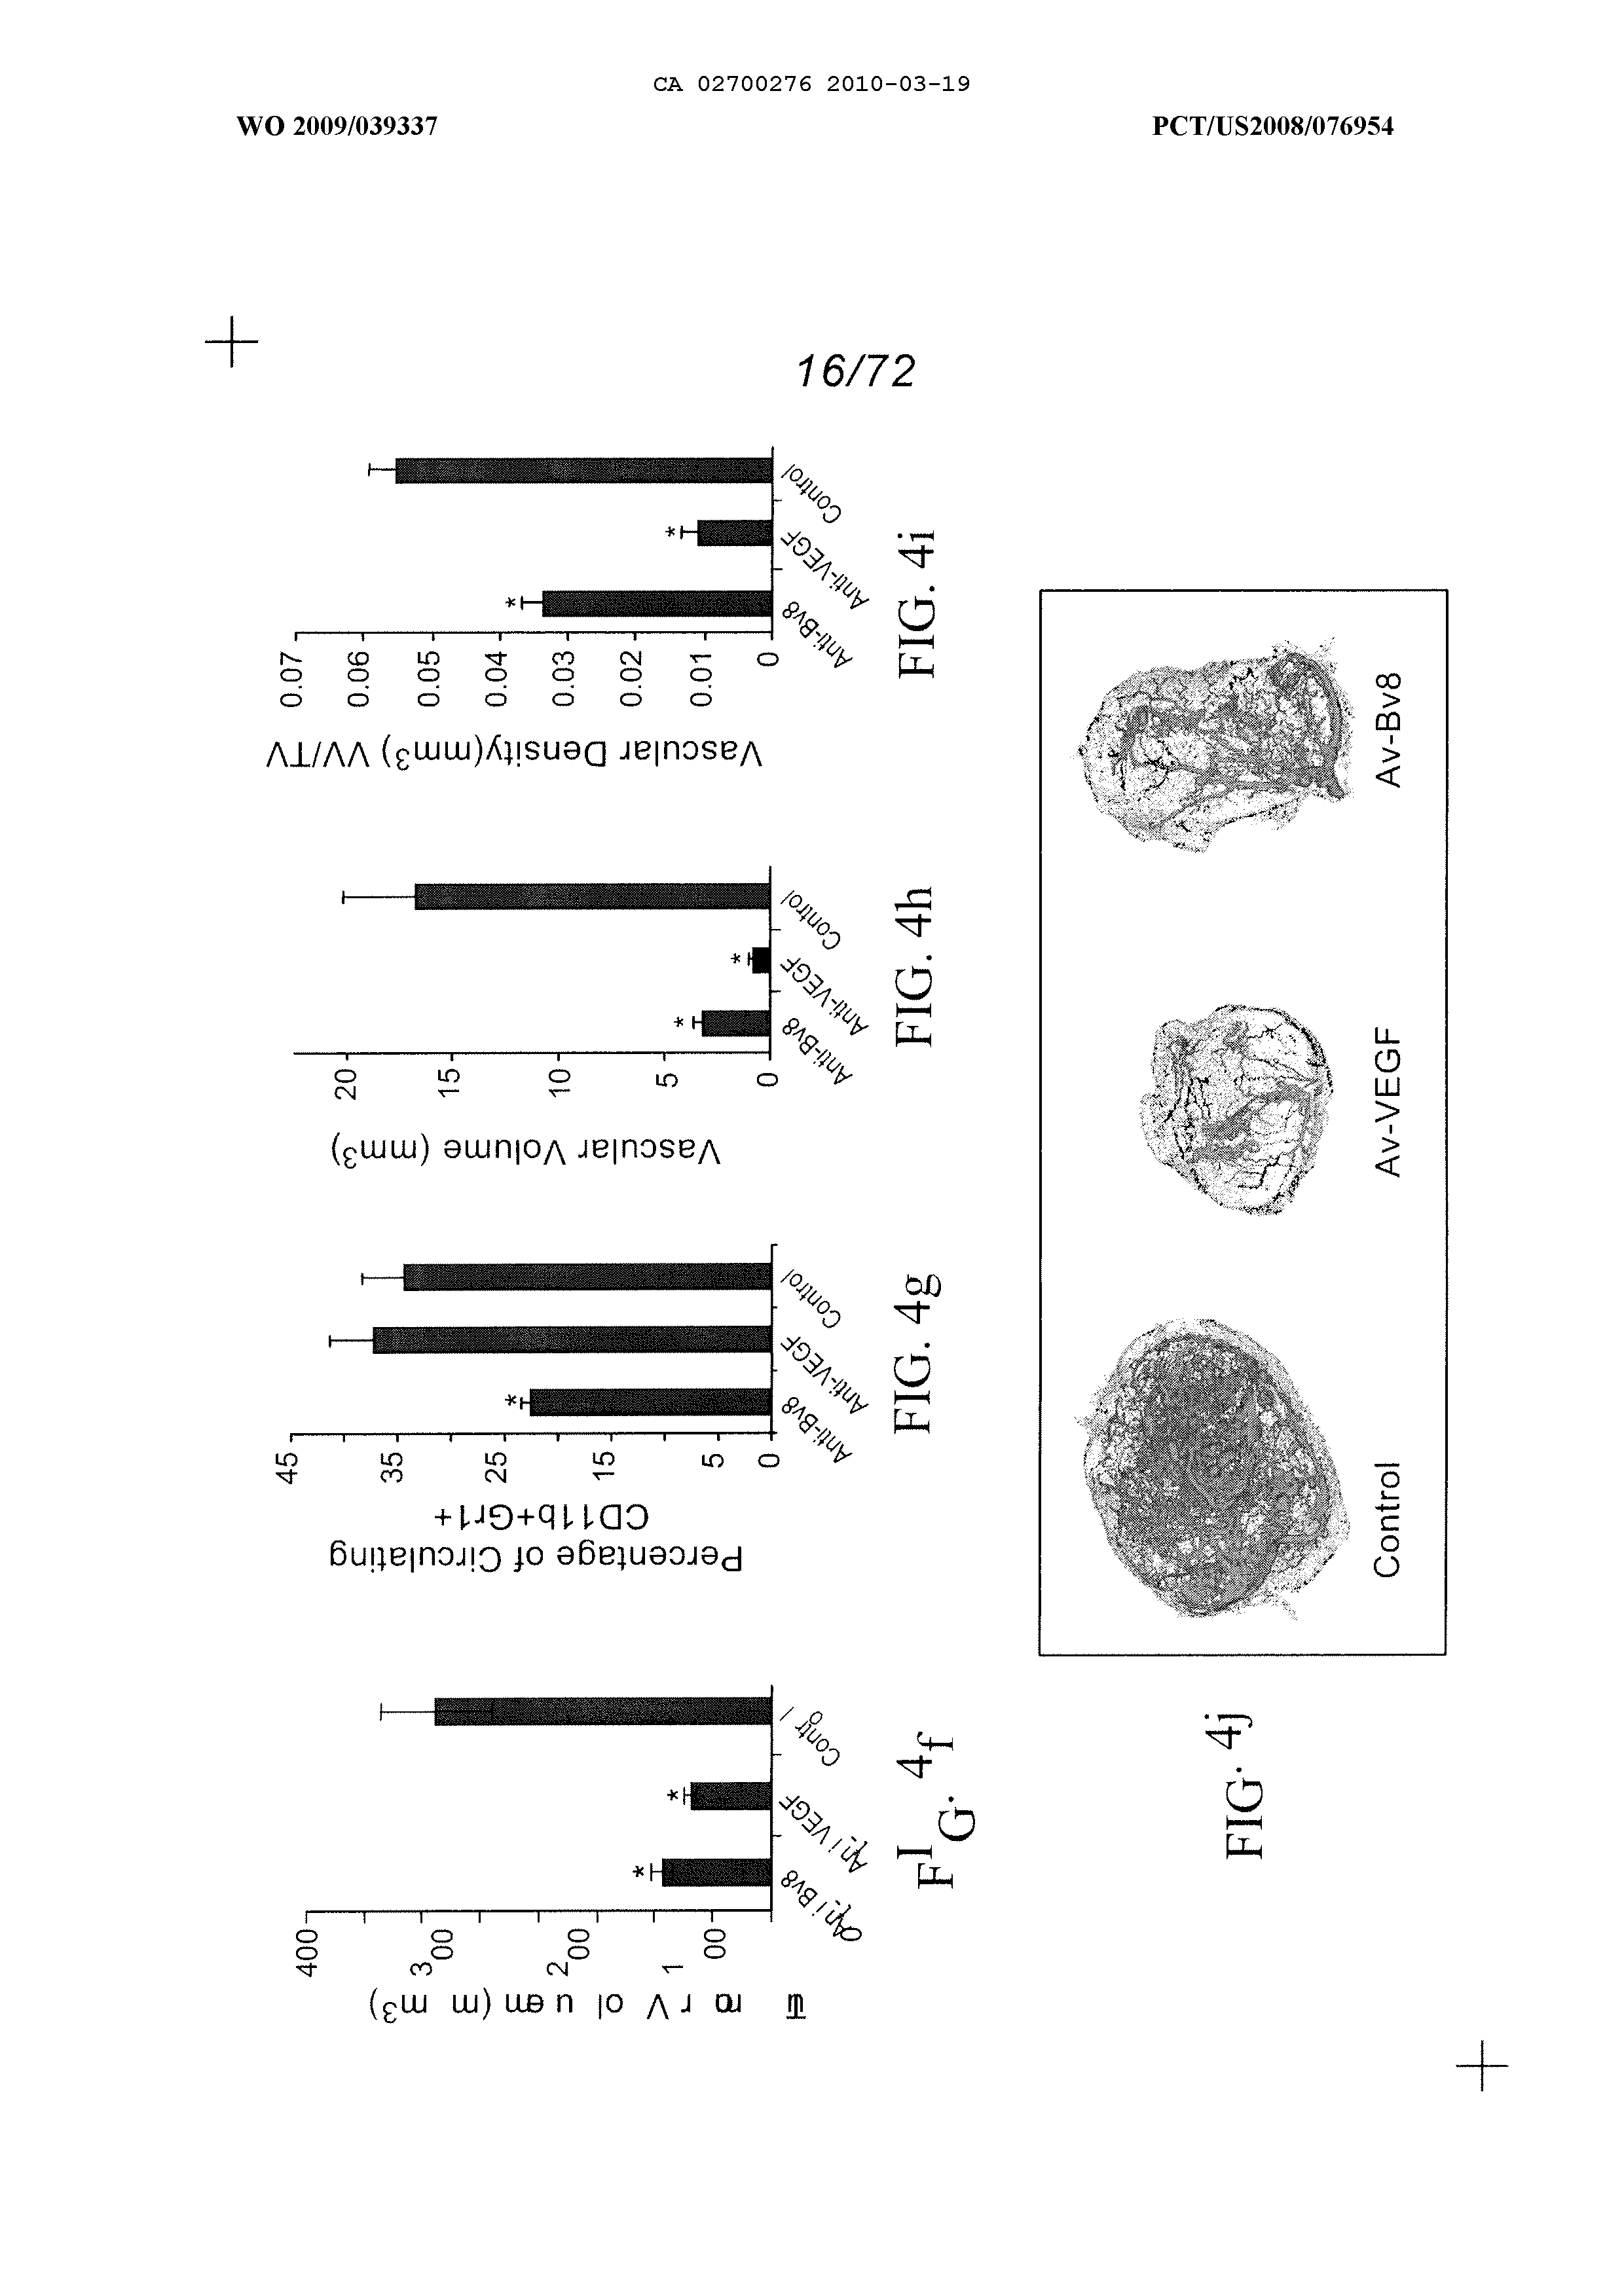 CA 02700276 2010-03-19
WO 2009/039337
PCT/US2008/076954
16/72
Tumor Volume (mm3)
400
300
200
100
0
Anti Bv8
Anti VEGF
Control
*
*
FIG. 4f
Percentage of Circulating
CD11b+Gr1+
45
35
25
15
5
0
*
Anti-Bv8
Anti-VEGF
Control
FIG. 4g
Vascular Volume (mm3)
20
15
10
5
0
*
*
Anti-Bv8
Anti-VEGF
Control
FIG. 4h
Vascular Density(mm3) VV/TV
0.07
0.06
0.05
0.04
0.03
0.02
0.01
0
*
*
Anti-Bv8
Anti-VEGF
Control
FIG. 4i
Control
Av-VEGF
Av-Bv8
FIG. 4j